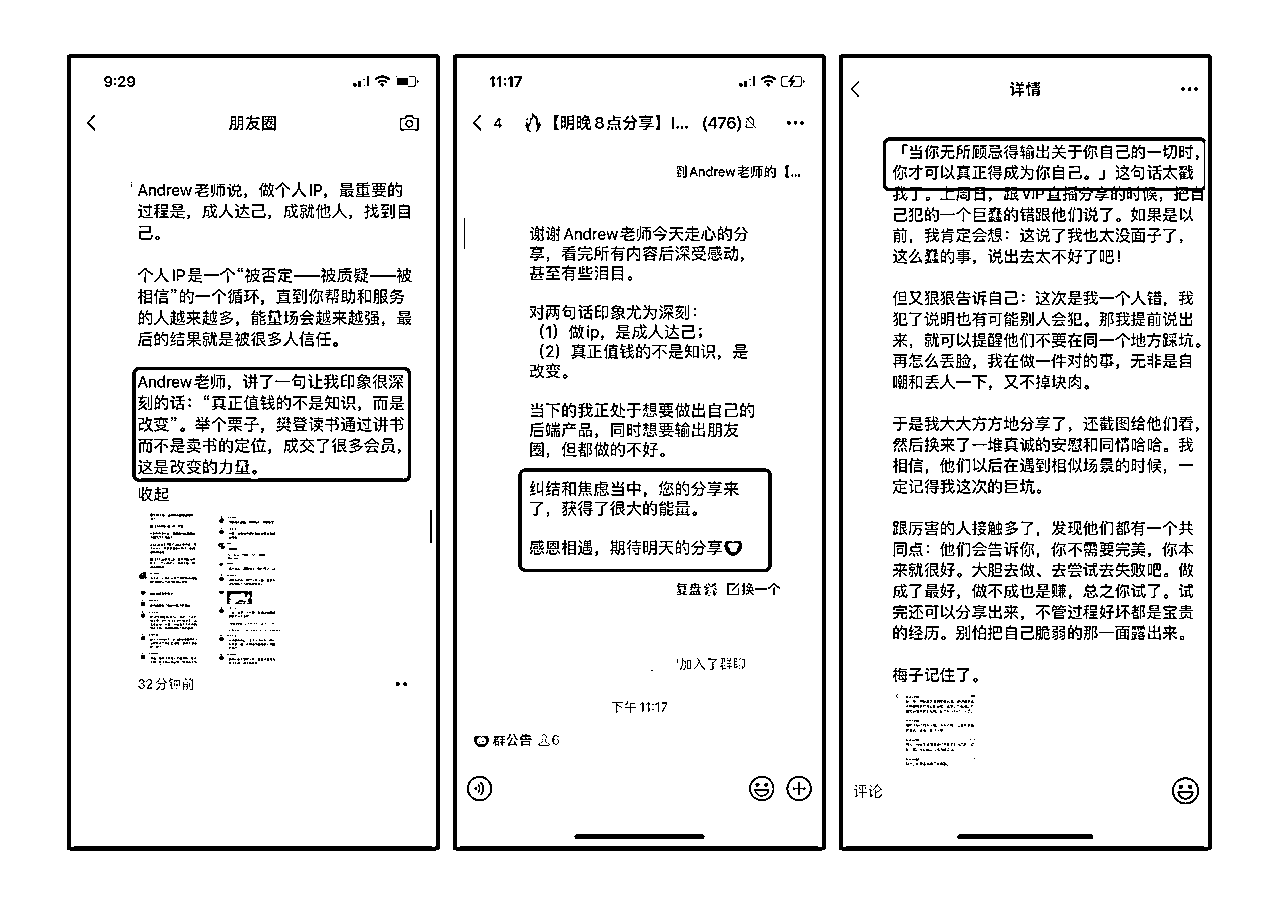 9:29
朋友圈
Andrew老师说，做个人IP，最重要的
过程是，成人达己，成就他人，找到自
己。
个人IP是一个“被否定——被质疑——被
相信”的一个循环，直到你帮助和服务
的人越来越多，能量场会越来越强，最
后的结果就是被很多人信任。
Andrew老师，讲了一句让我印象很深
刻的话：“真正值钱的不是知识，而是
改变”。举个栗子，樊登读书通过讲书
而不是卖书的定位，成交了很多会员，
这是改变的力量。
收起
32分钟前
11:17
4 【明晚8点分享】I... (476)
到Andrew老师的【...
谢谢Andrew老师今天走心的分
享，看完所有内容后深受感动，
甚至有些泪目。
对两句话印象尤为深刻：
（1）做ip，是成人达己；
（2）真正值钱的不是知识，是
改变。
当下的我正处于想要做出自己的
后端产品，同时想要输出朋友
圈，但都做的不好。
纠结和焦虑当中，您的分享来
了，获得了很大的能量。
感恩相遇，期待明天的分享
复盘 换一个
加入了群聊
下午 11:17
群公告 6
详情
「当你无所顾忌得输出关于你自己的一切时，
你才可以真正得成为你自己。」这句话太戳
我了。上周日，跟VIP直播分享的时候，把自
己犯的一个巨蠢的错跟他们说了。如果是以
前，我肯定会想：这说了我也太没面子了，
这么蠢的事，说出去太不好了吧！
但又狠狠告诉自己：这次是我一个人错，我
犯了说明也有可能别人会犯。那我提前说出
来，就可以提醒他们不要在同一个地方踩坑。
再怎么丢脸，我在做一件对的事，无非是自
嘲和丢人一下，又不掉块肉。
于是我大大方方地分享了，还截图给他们看，
然后换来了一堆真诚的安慰和同情哈哈。我
相信，他们以后在遇到相似场景的时候，一
定记得我这次的巨坑。
跟厉害的人接触多了，发现他们都有一个共
同点：他们会告诉你，你不需要完美，你本
来就很好。大胆去做、去尝试去失败吧。做
成了最好，做不成也是赚，总之你试了。试
完还可以分享出来，不管过程好坏都是宝贵
的经历。别怕把自己脆弱的那一面露出来。
梅子记住了。
评论